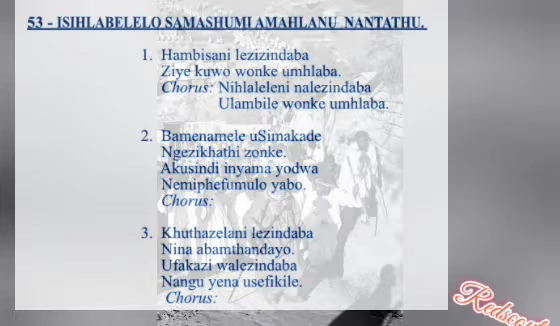 53 - ISIHLABELELO SAMASHUMI AMAHLANU NANTATHU.
1. Hambisani lezizindaba
Ziye kuwo wonke umhlaba.
Chorus: Nihlaleleni nalezindaba
Ulambile wonke umhlaba.
2. Bamenamele uSimakade
Ngezikhathi zonke.
Akusindi inyama yodwa
Nemiphefumulo yabo.
Chorus:
3. Khuthazelani lezindaba
Nina abamthandayo.
Ufakazi walezindaba
Nangu yena usefikile.
Chorus: